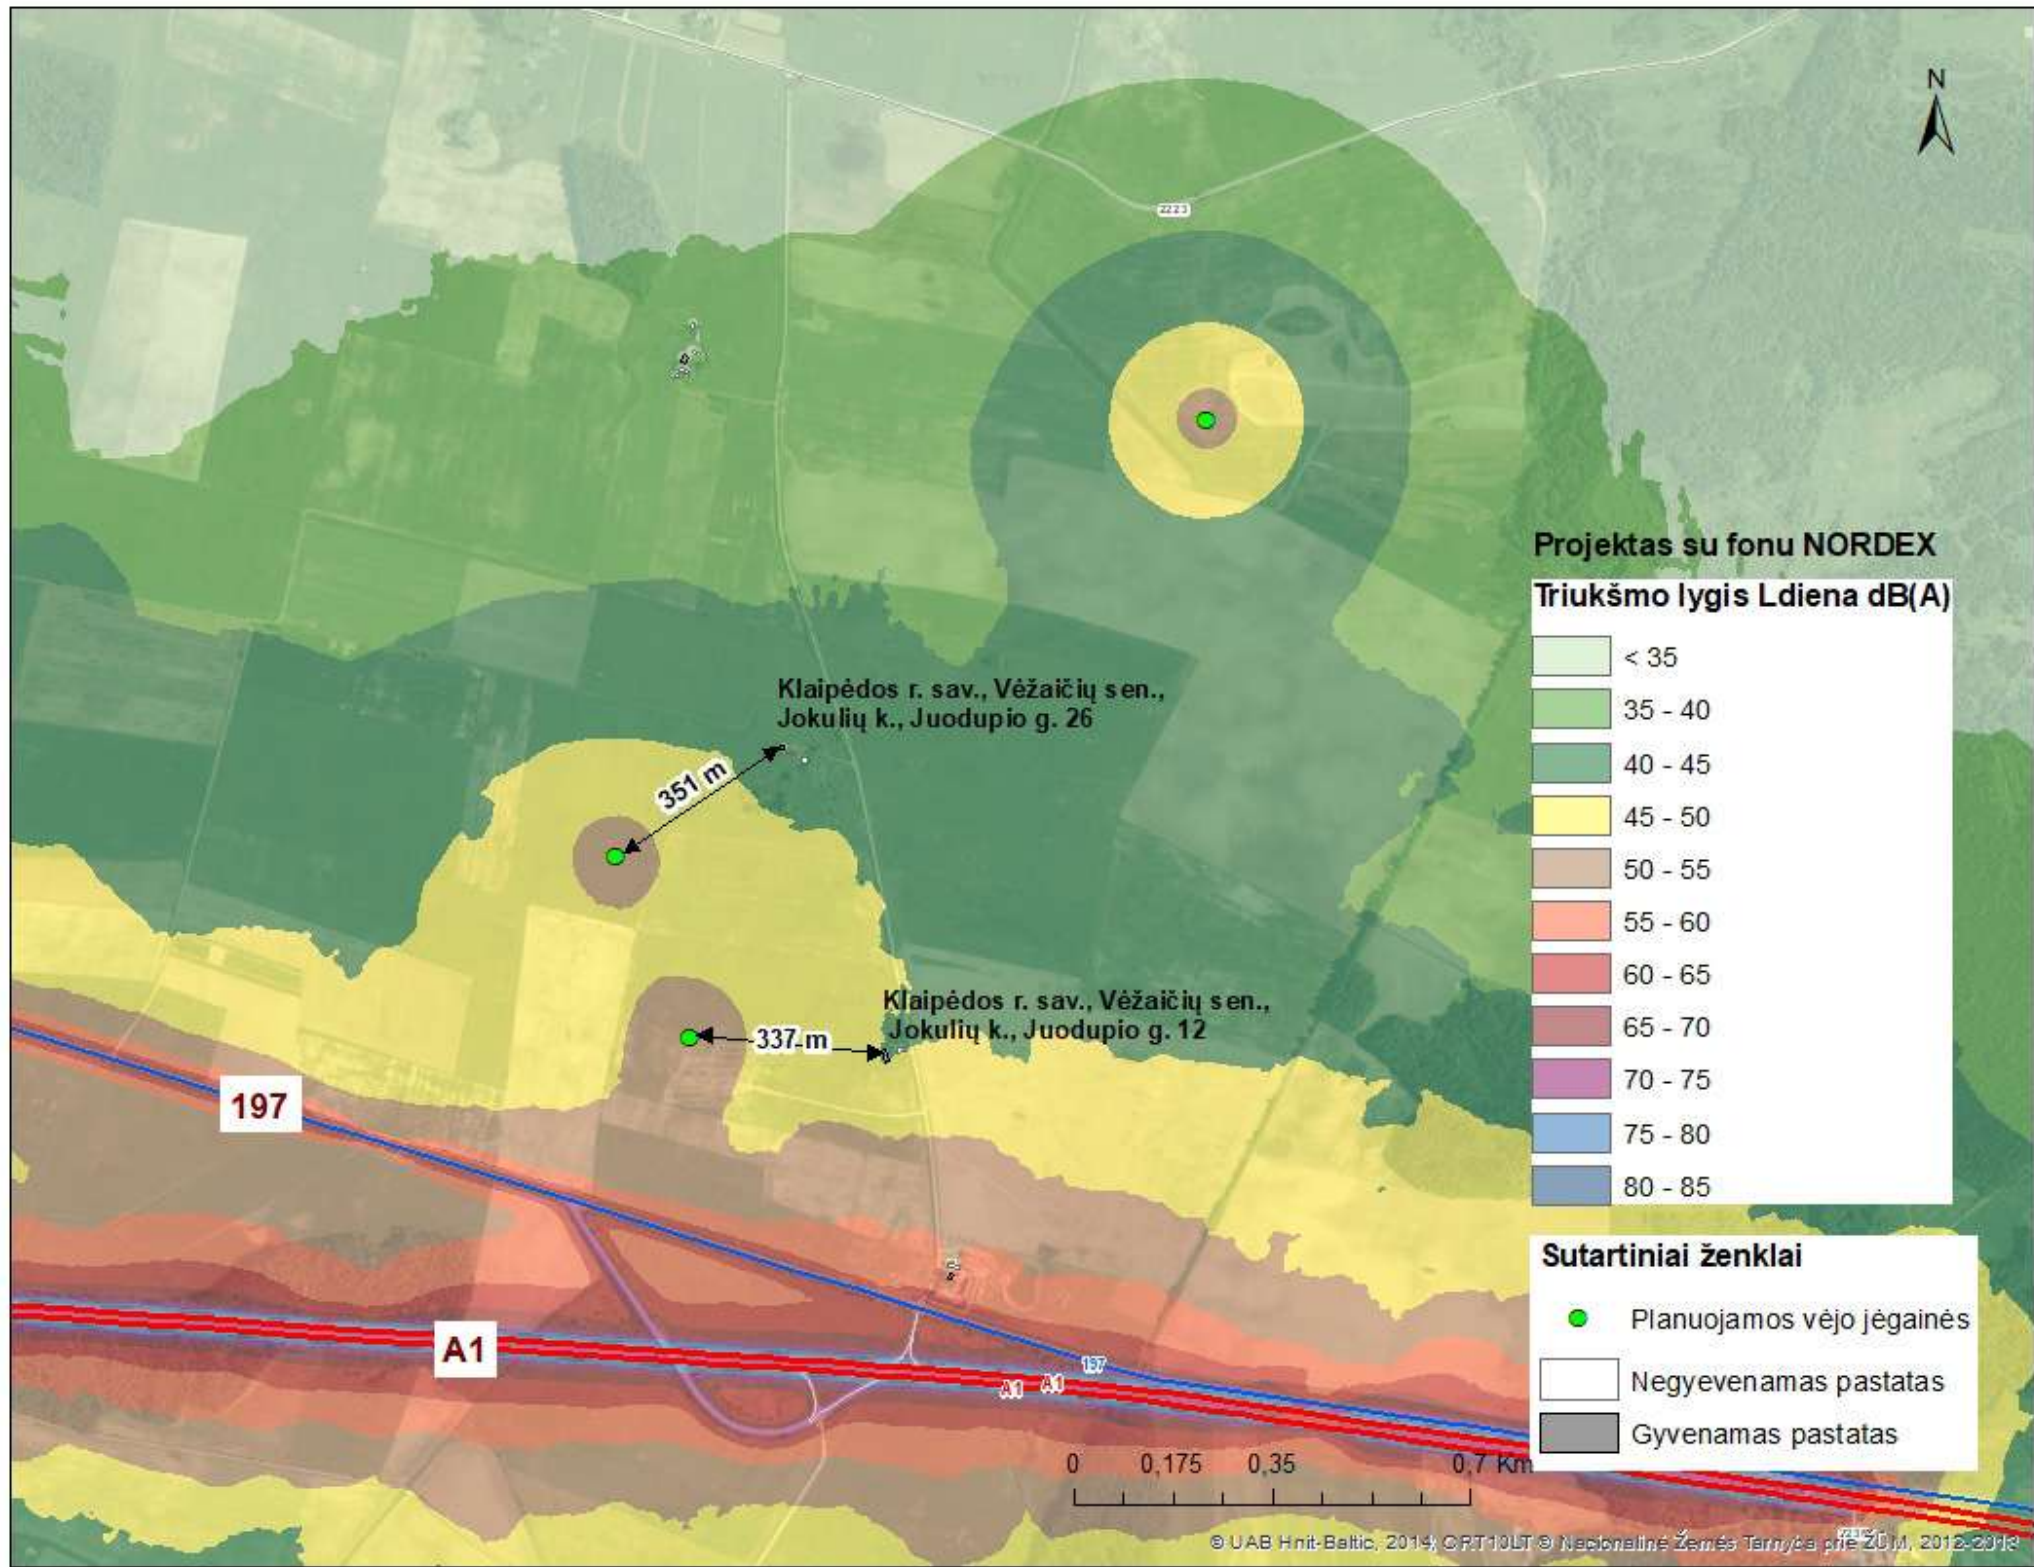 N
2223
Projektas su fonu NORDEX
Triukšmo lygis Ldiena dB(A)
< 35
35 - 40
40 - 45
45 - 50
50 - 55
55 - 60
60 - 65
65 - 70
70 - 75
75 - 80
80 - 85
Klaipėdos r. sav., Vėžaičių sen.,
Jokulių k., Juodupio g. 26
351 m
Klaipėdos r. sav., Vėžaičių sen.,
Jokulių k., Juodupio g. 12
337 m
197
A1
197
A1 A1
Sutartiniai ženklai
Planuojamos vėjo jėgainės
Negyevenamas pastatas
Gyvenamas pastatas
0 0,175 0,35 0,7 Km
© UAB Hnit-Baltic, 2014; ORT10LT © Nacionalinė Žemės Tarnyba prie ŽŪM, 2012-2013